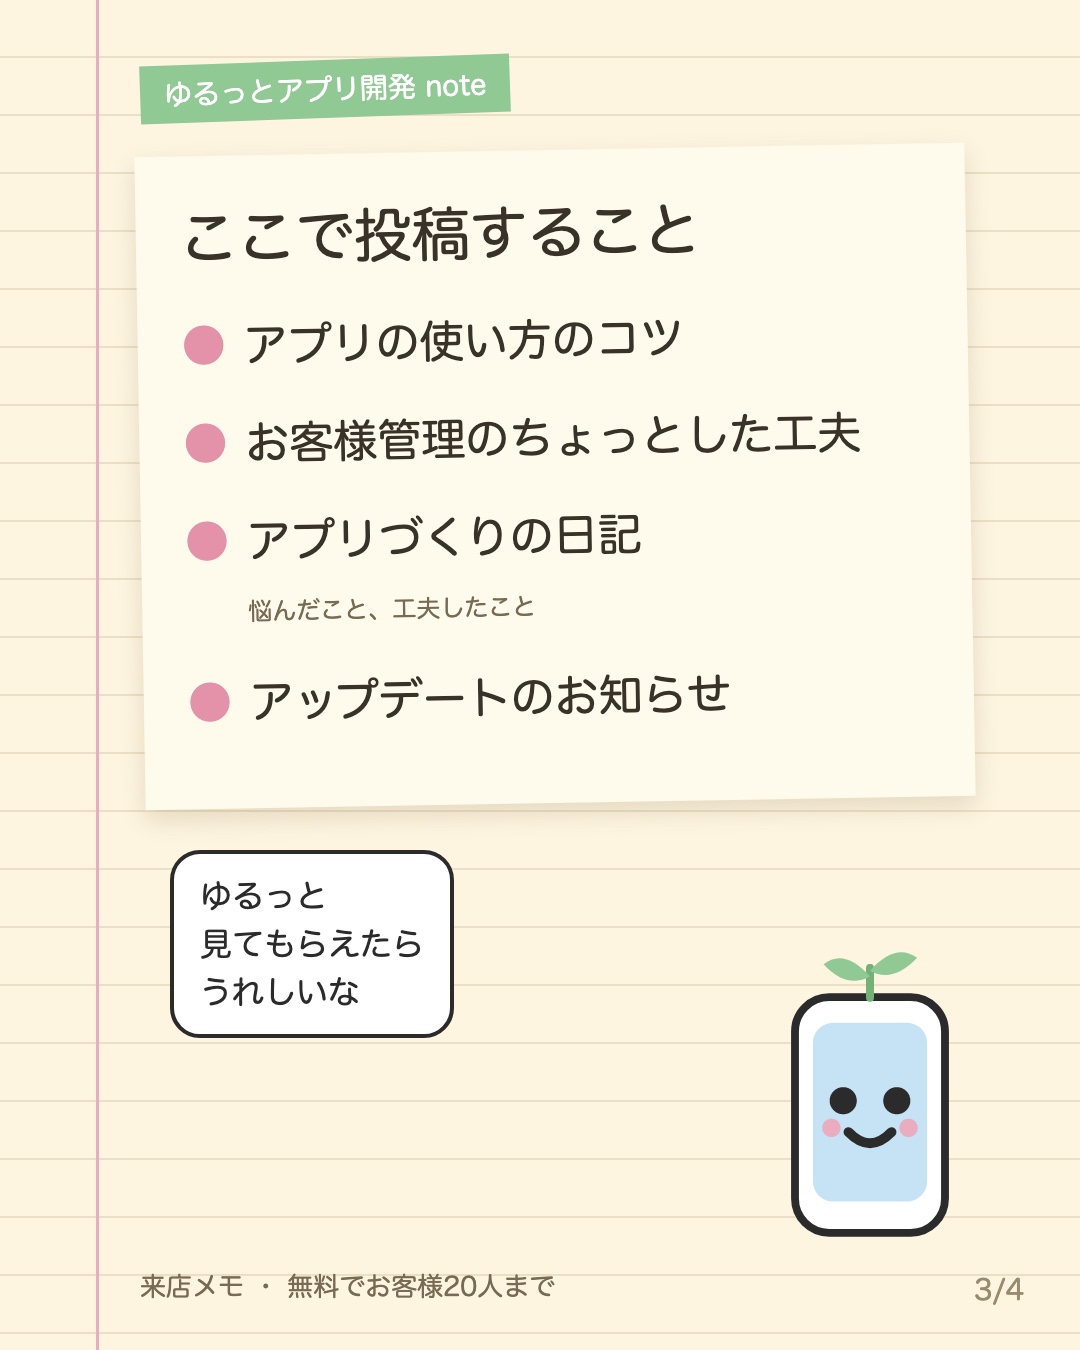 ゆるっとアプリ開発 note
ここで投稿すること
アプリの使い方のコツ
お客様管理のちょっとした工夫
アプリづくりの日記
悩んだこと、工夫したこと
アップデートのお知らせ
ゆるっと
見てもらえたら
うれしいな
来店メモ ・ 無料でお客様20人まで
3/4